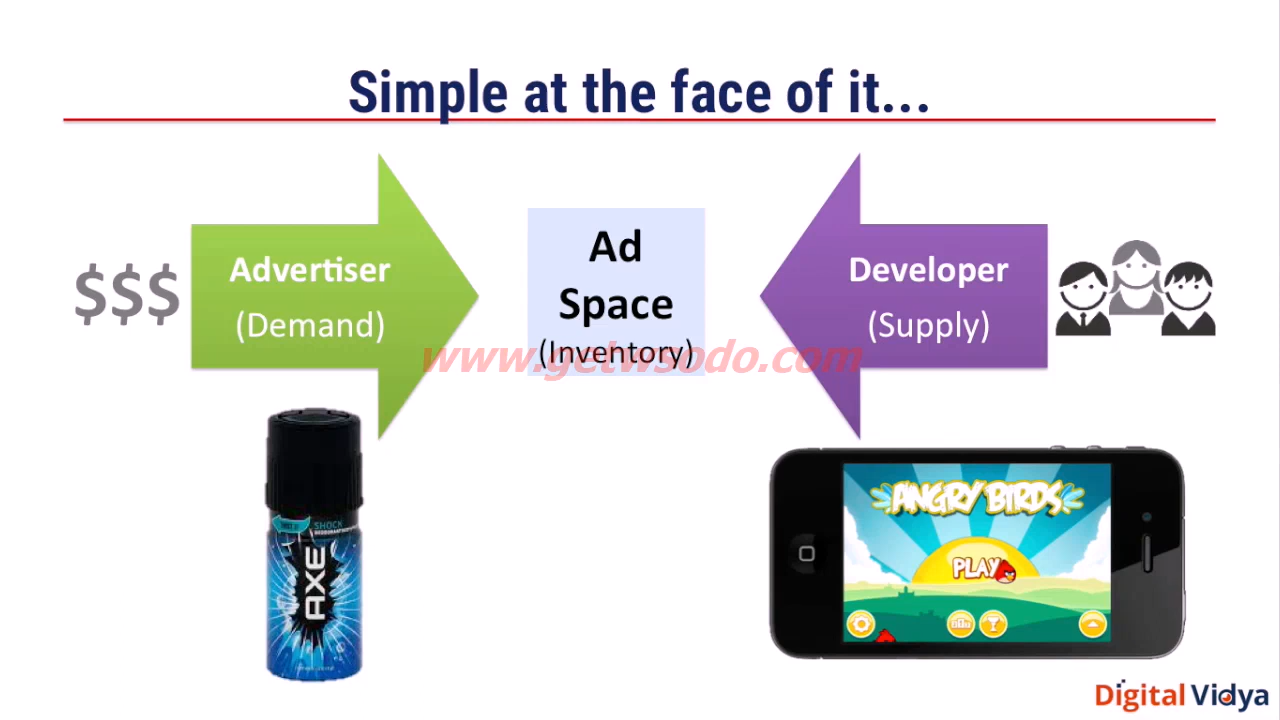 Simple at the face of it...
$$$
Advertiser
(Demand)
Ad
Space
(Inventory)
Developer
(Supply)
www.getwsodo.com
SHOCK
AXE
ANGRY BIRDS
PLAY
Digital Vidya